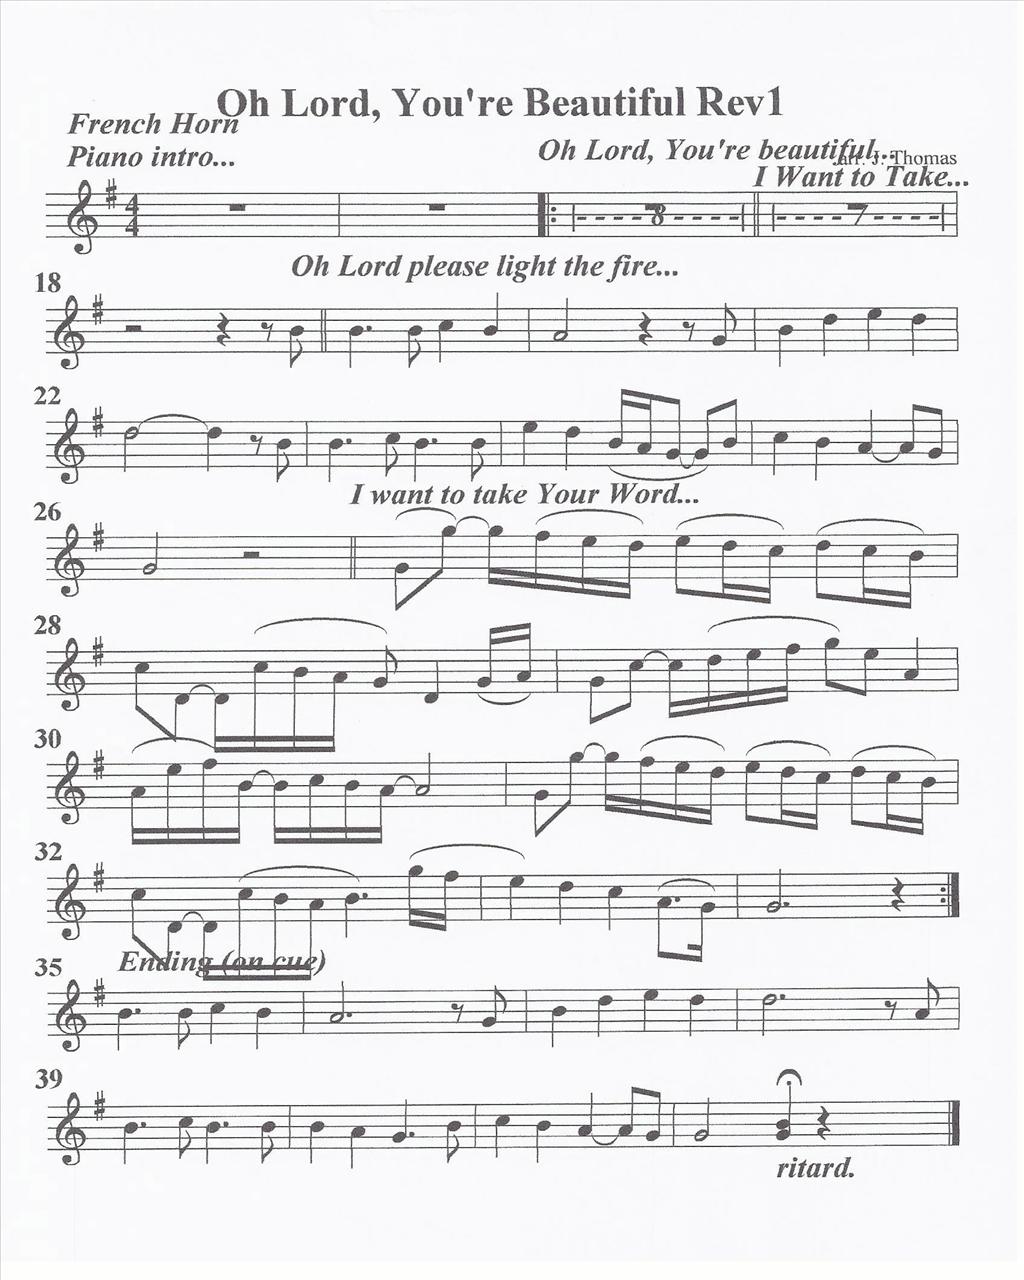 Oh Lord, You're Beautiful Rev1
French Horn
Piano intro...
Oh Lord, You're beautiful...
arr. J. Thomas
I Want to Take...
4
4
8
7
Oh Lord please light the fire...
18
22
I want to take Your Word...
26
28
30
32
Ending (on cue)
35
39
ritard.